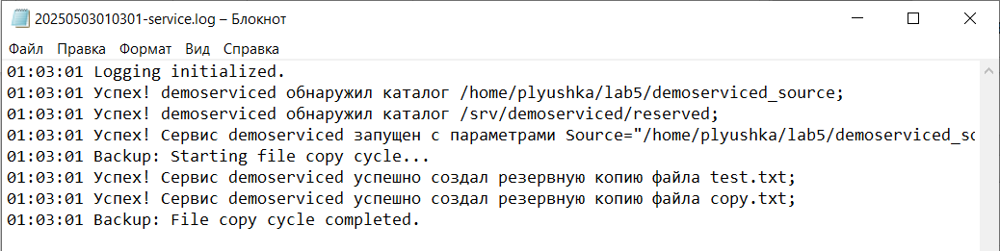 20250503010301-service.log – Блокнот
Файл Правка Формат Вид Справка
01:03:01 Logging initialized.
01:03:01 Успех! demoserviced обнаружил каталог /home/plyushka/lab5/demoserviced_source;
01:03:01 Успех! demoserviced обнаружил каталог /srv/demoserviced/reserved;
01:03:01 Успех! Сервис demoserviced запущен с параметрами Source="/home/plyushka/lab5/demoserviced_so
01:03:01 Backup: Starting file copy cycle...
01:03:01 Успех! Сервис demoserviced успешно создал резервную копию файла test.txt;
01:03:01 Успех! Сервис demoserviced успешно создал резервную копию файла copy.txt;
01:03:01 Backup: File copy cycle completed.